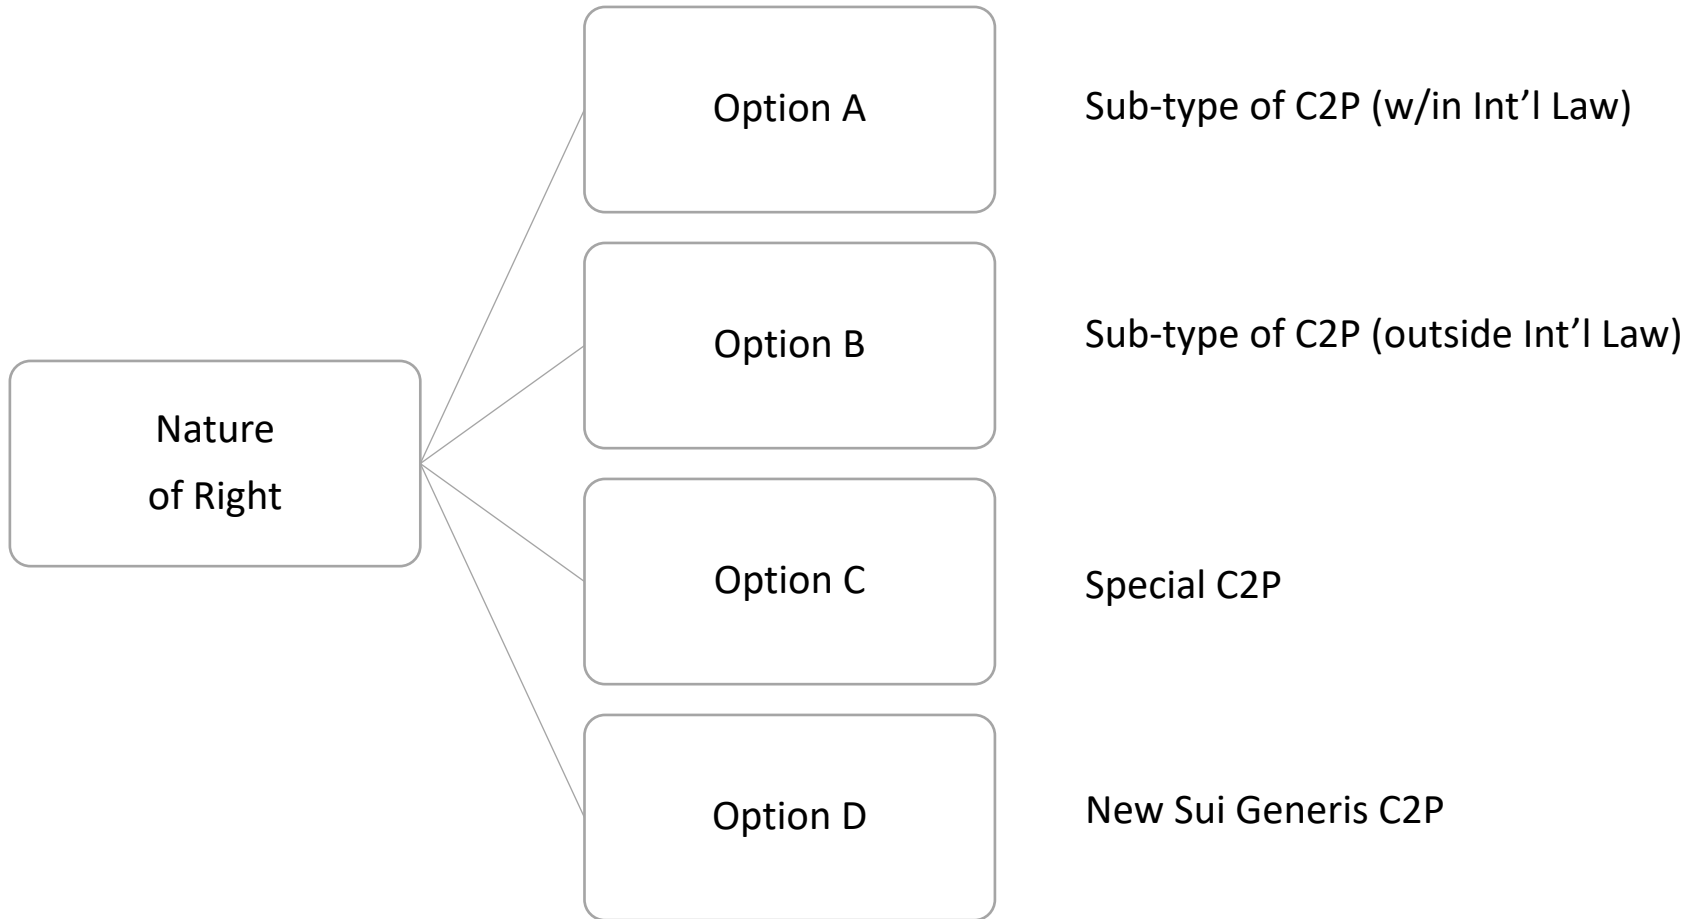 Option A
Sub-type of C2P (w/in Int’l Law)
Option B
Sub-type of C2P (outside Int’l Law)
Nature
of Right
Option C
Special C2P
Option D
New Sui Generis C2P